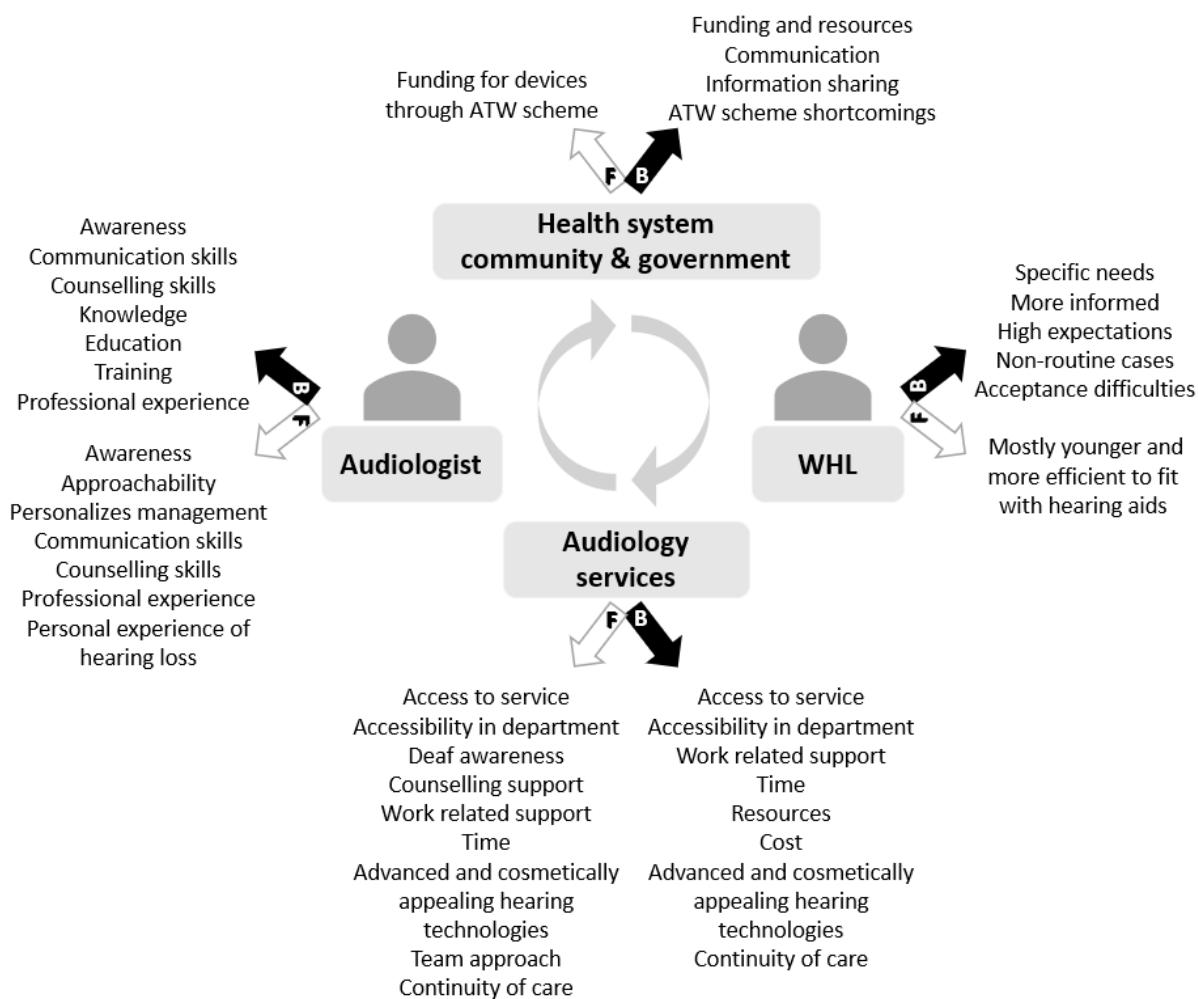 Funding and resources
Communication
Information sharing
ATW scheme shortcomings
Funding for devices
through ATW scheme
F
B
Health system
community & government
Awareness
Communication skills
Counselling skills
Knowledge
Education
Training
Professional experience
B
F
Awareness
Approachability
Personalizes management
Communication skills
Counselling skills
Professional experience
Personal experience of
hearing loss
Audiologist
Specific needs
More informed
High expectations
Non-routine cases
Acceptance difficulties
B
F
Mostly younger and
more efficient to fit
with hearing aids
WHL
Audiology
services
F
B
Access to service
Accessibility in department
Deaf awareness
Counselling support
Work related support
Time
Advanced and cosmetically
appealing hearing
technologies
Team approach
Continuity of care
Access to service
Accessibility in department
Work related support
Time
Resources
Cost
Advanced and cosmetically
appealing hearing
technologies
Continuity of care